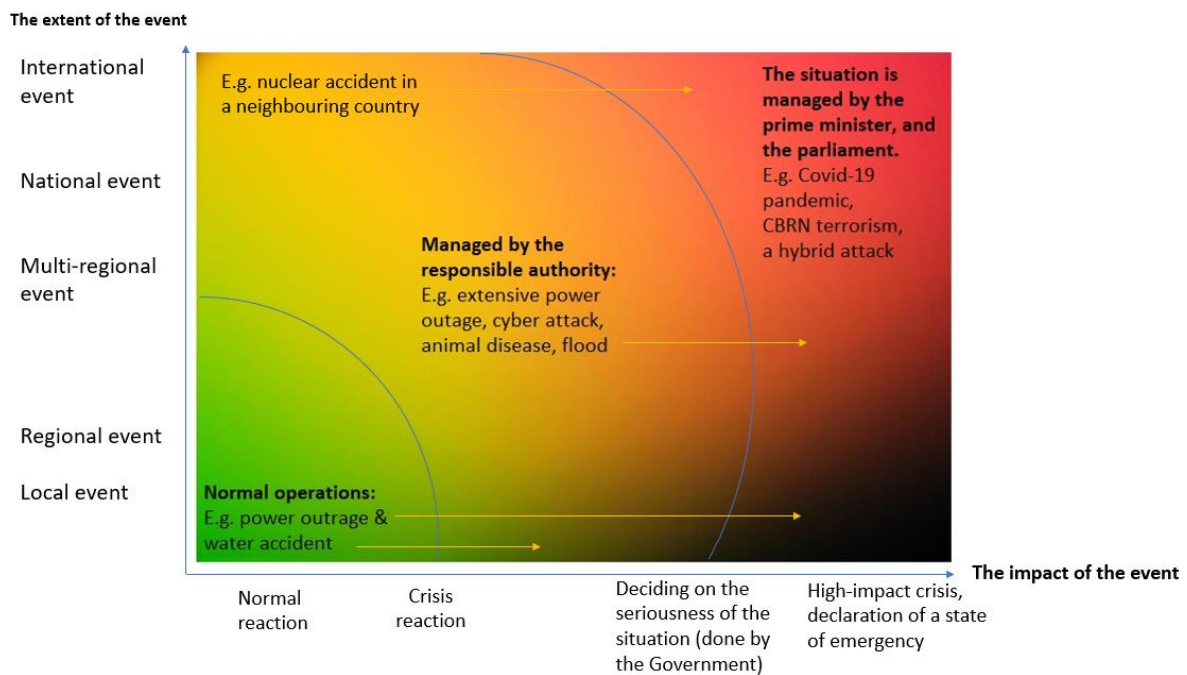 The extent of the event
International
event
National event
Multi-regional
event
Regional event
Local event
E.g. nuclear accident in
a neighbouring country
The situation is
managed by the
prime minister, and
the parliament.
E.g. Covid-19
pandemic,
CBRN terrorism,
a hybrid attack
Managed by the
responsible authority:
E.g. extensive power
outage, cyber attack,
animal disease, flood
Normal operations:
E.g. power outrage &
water accident
The impact of the event
Normal
reaction
Crisis
reaction
Deciding on the
seriousness of the
situation (done by
the Government)
High-impact crisis,
declaration of a state
of emergency